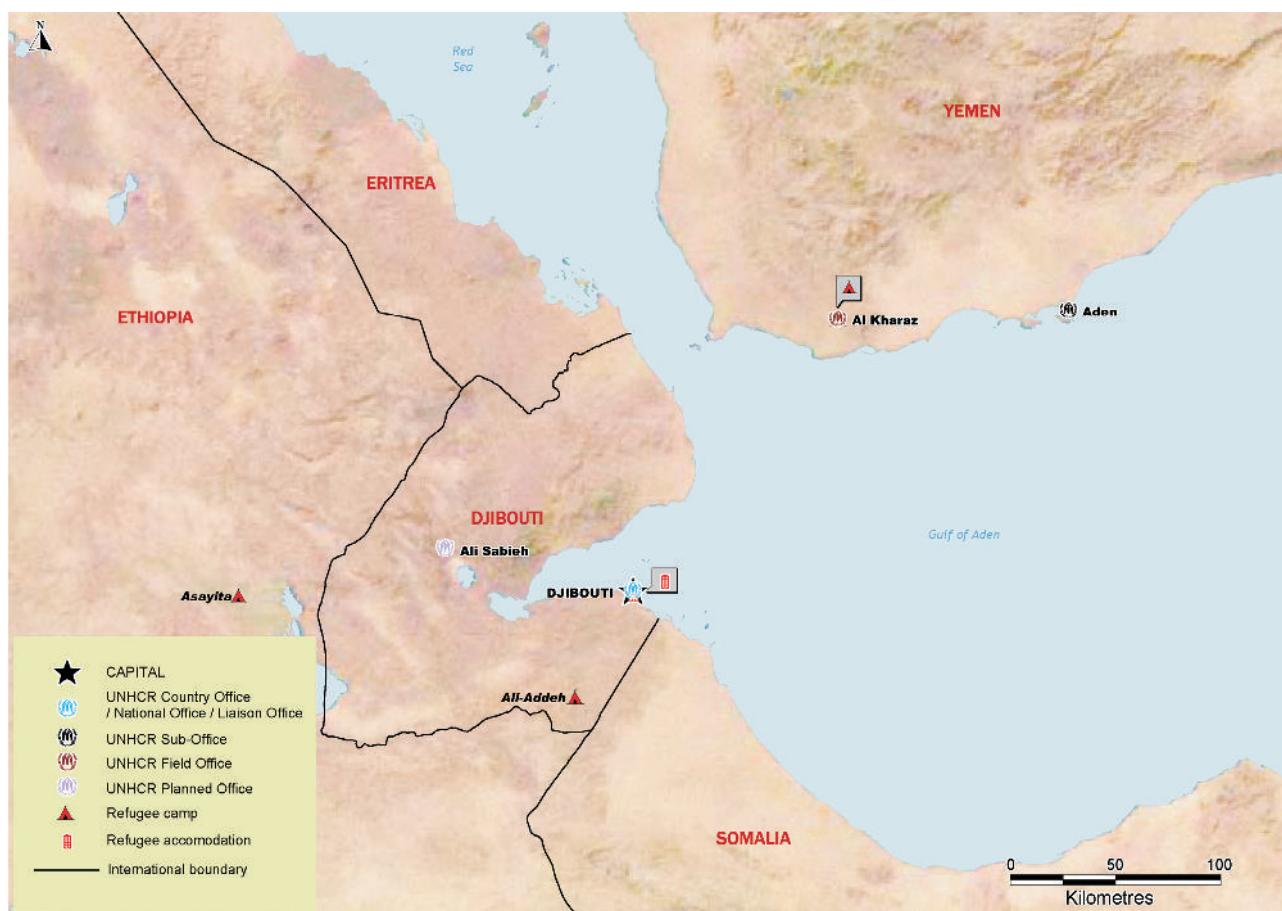 N
Red
Sea
YEMEN
ERITREA
ETHIOPIA
Al Kharaz
Aden
DJIBOUTI
Ali Sabieh
Gulf of Aden
DJIBOUTI
Asayita
Ali-Addeh
SOMALIA
CAPITAL
UNHCR Country Office
/ National Office / Liaison Office
UNHCR Sub-Office
UNHCR Field Office
UNHCR Planned Office
Refugee camp
Refugee accomodation
International boundary
0 50 100
Kilometres